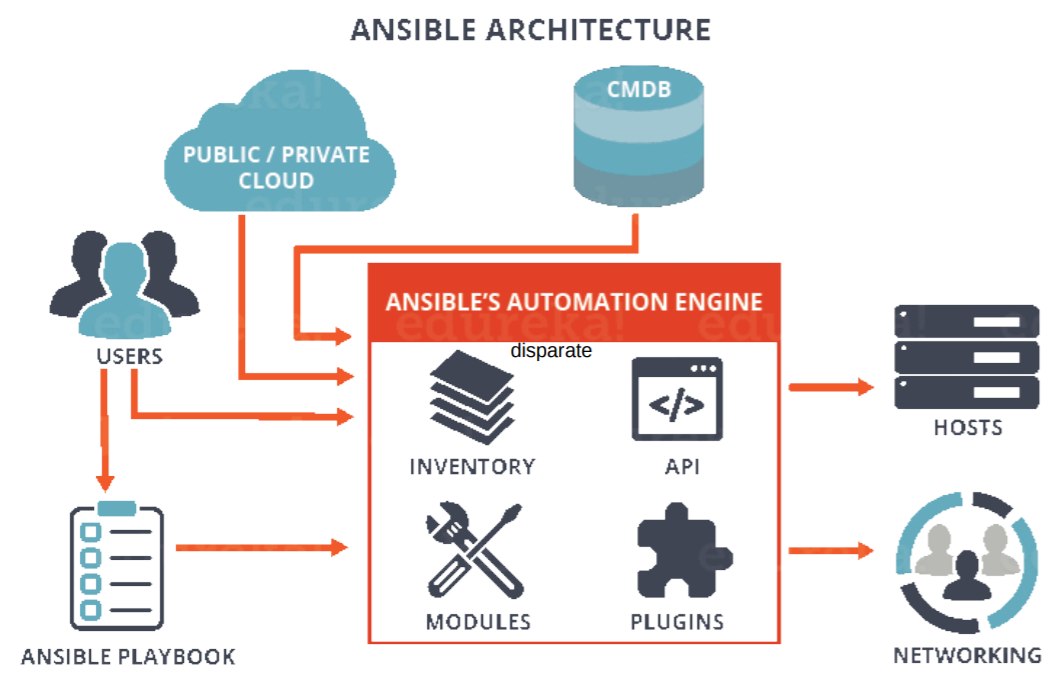 ANSIBLE ARCHITECTURE
PUBLIC / PRIVATE
CLOUD
CMDB
USERS
ANSIBLE'S AUTOMATION ENGINE
edureka!
disparate
INVENTORY
API
HOSTS
MODULES
PLUGINS
ANSIBLE PLAYBOOK
NETWORKING